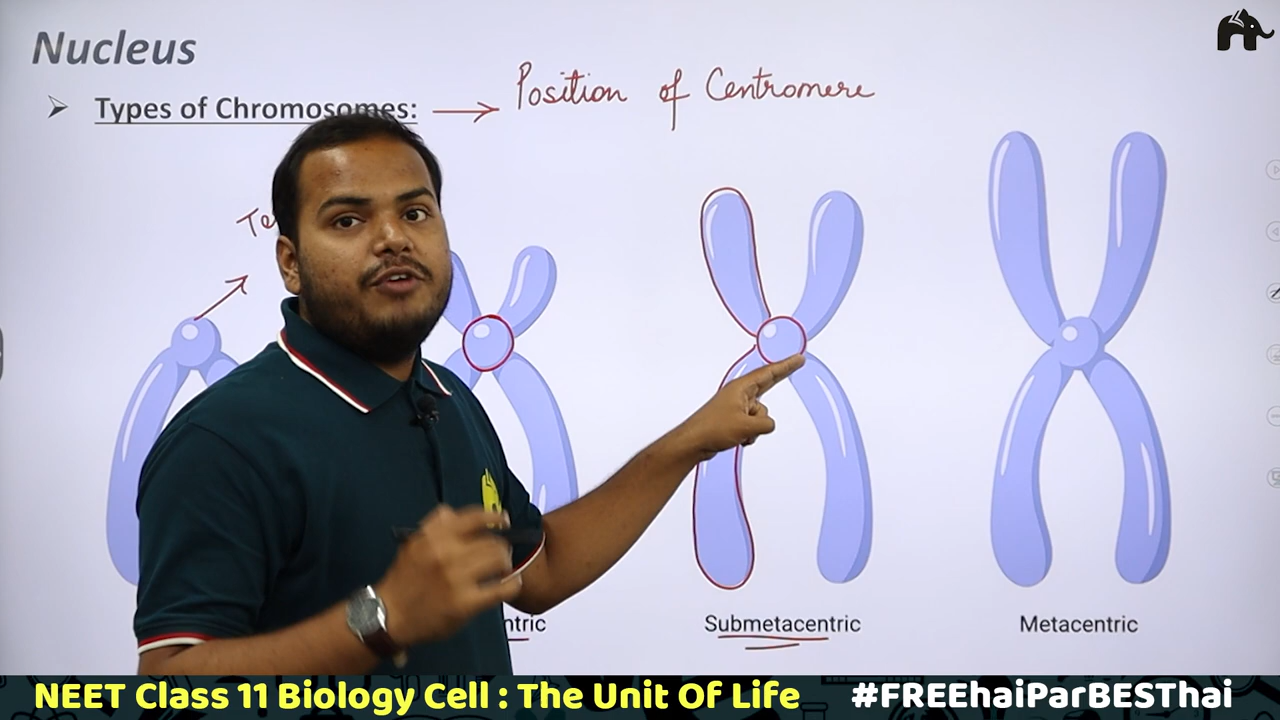 Nucleus
➤ Types of Chromosomes: → Position of Centromere
Submetacentric
Metacentric
NEET Class 11 Biology Cell : The Unit Of Life
#FREEhaiParBESThai